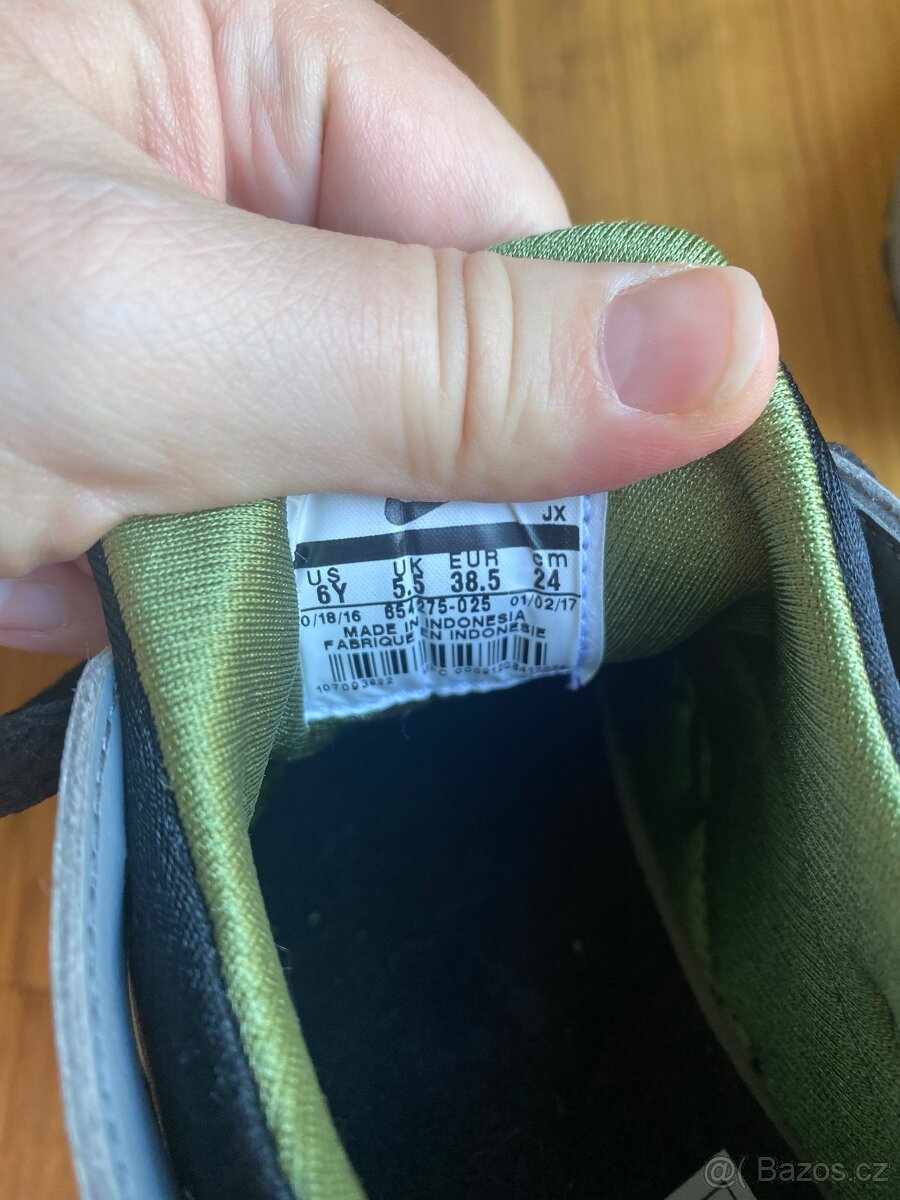 JX
US UK EUR cm
6Y 5.5 38.5 24
0/18/16 654275-025 01/02/17
MADE IN INDONESIA
FABRIQUE EN INDONESIE
@( Bazos.cz